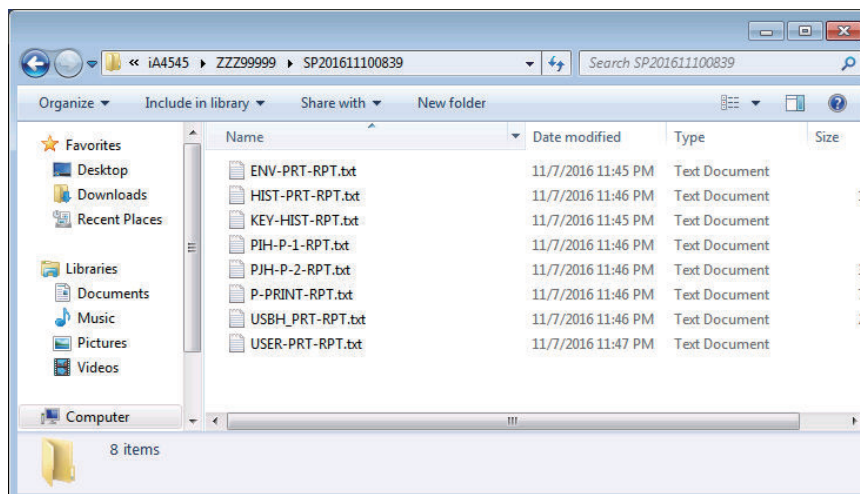 « iA4545 ▸ ZZZ99999 ▸ SP201611100839 Search SP201611100839
Organize Include in library Share with New folder
Favorites
Desktop
Downloads
Recent Places
Libraries
Documents
Music
Pictures
Videos
Computer
Name Date modified Type Size
ENV-PRT-RPT.txt 11/7/2016 11:45 PM Text Document
HIST-PRT-RPT.txt 11/7/2016 11:46 PM Text Document
KEY-HIST-RPT.txt 11/7/2016 11:45 PM Text Document
PIH-P-1-RPT.txt 11/7/2016 11:46 PM Text Document
PJH-P-2-RPT.txt 11/7/2016 11:46 PM Text Document
P-PRINT-RPT.txt 11/7/2016 11:46 PM Text Document
USBH_PRT-RPT.txt 11/7/2016 11:46 PM Text Document
USER-PRT-RPT.txt 11/7/2016 11:47 PM Text Document
8 items